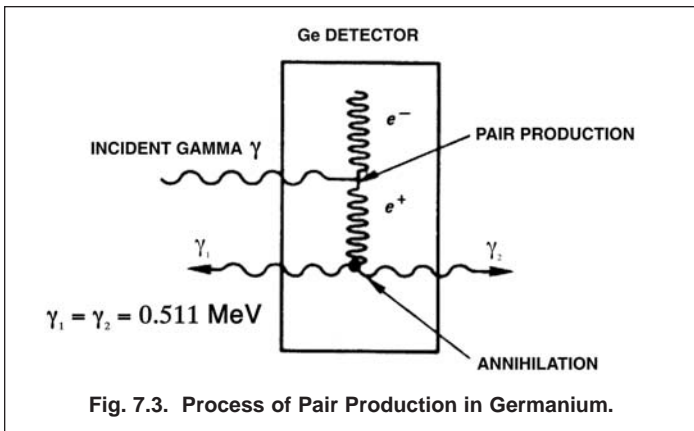 Ge DETECTOR
e⁻
PAIR PRODUCTION
INCIDENT GAMMA γ
e⁺
γ₁
γ₂
γ₁ = γ₂ = 0.511 MeV
ANNIHILATION
Fig. 7.3. Process of Pair Production in Germanium.